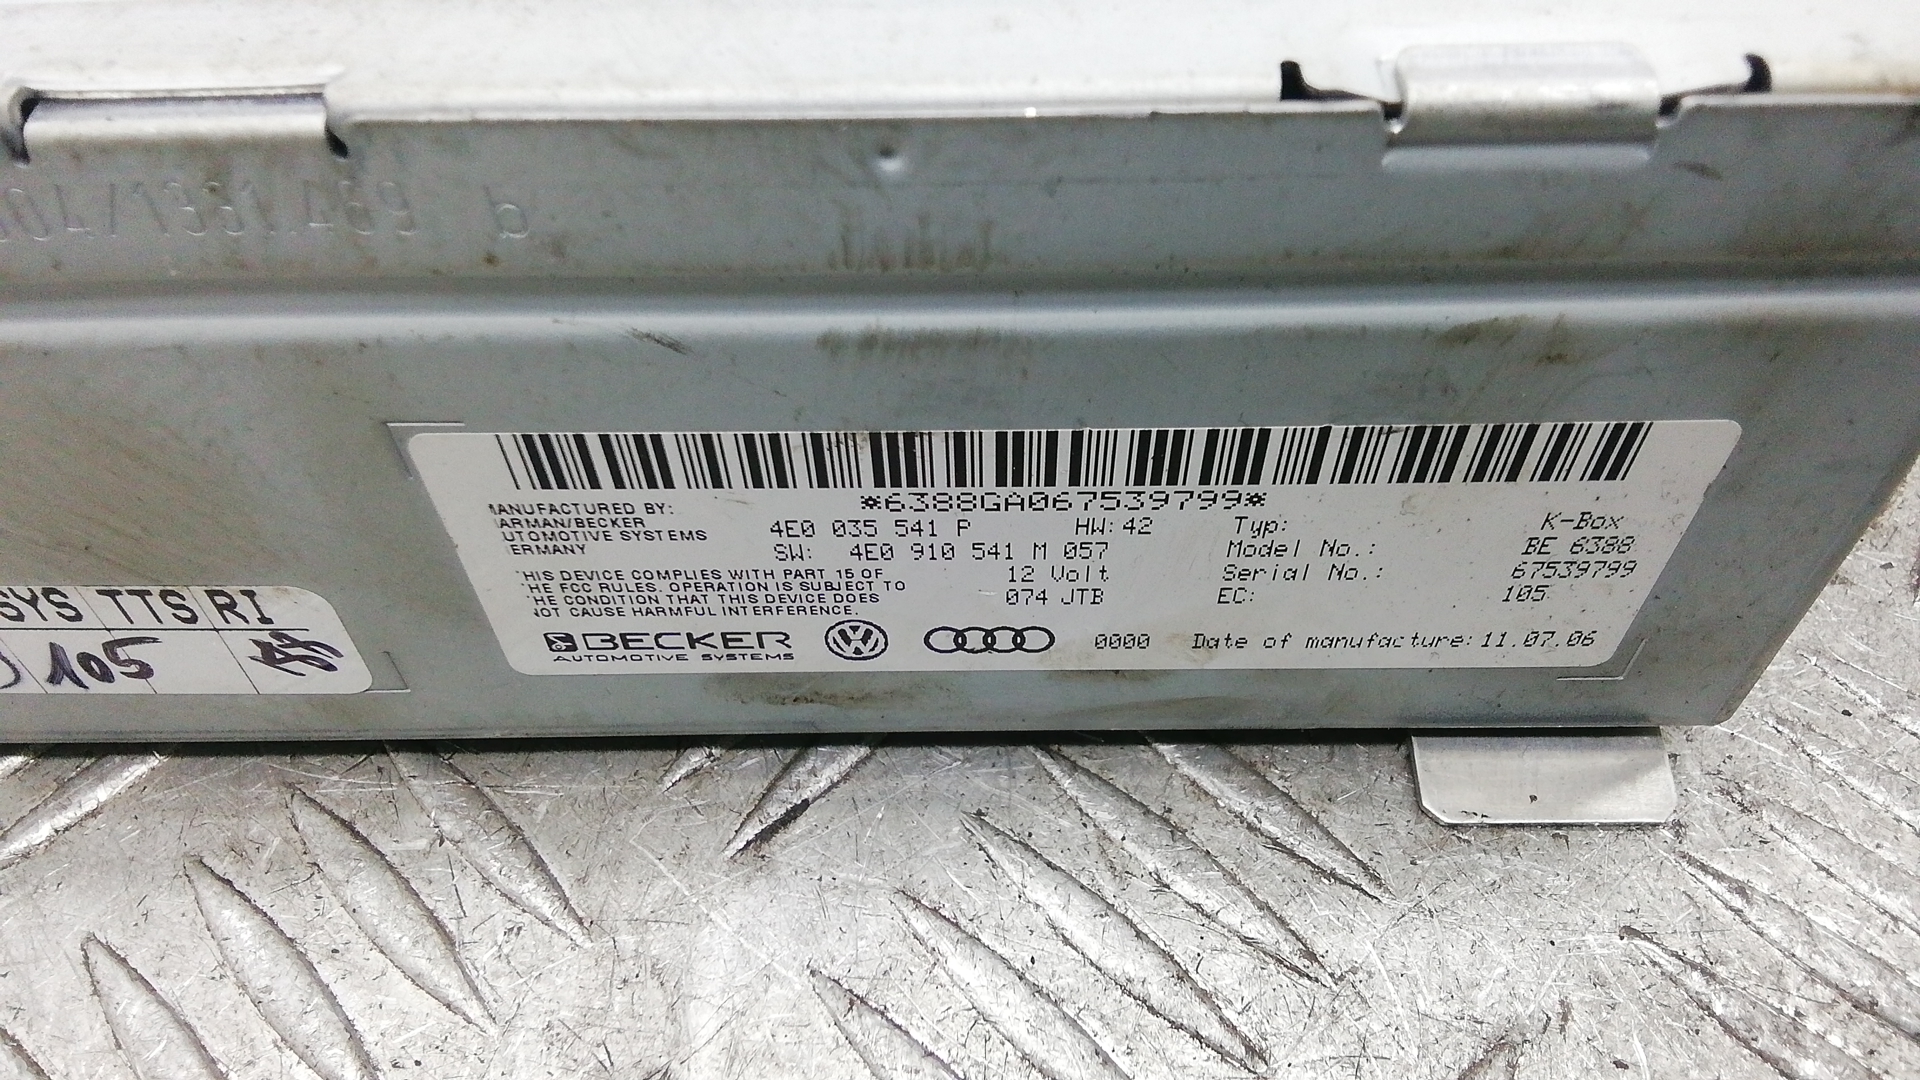 *6388GA067539799*
ANUFACTURED BY:
ARMAN/BECKER
UTOMOTIVE SYSTEMS
ERMANY
4E0 035 541 P HW: 42
SW: 4E0 910 541 M 057
12 Volt
074 JTB
Typ: K-Box
Model No.: BE 6388
Serial No.: 67539799
EC: 105
HIS DEVICE COMPLIES WITH PART 15 OF
HE FCC RULES. OPERATION IS SUBJECT TO
HE CONDITION THAT THIS DEVICE DOES
NOT CAUSE HARMFUL INTERFERENCE.
BECKER
AUTOMOTIVE SYSTEMS
0000 Date of manufacture: 11.07.06
SYS TTS RI
105